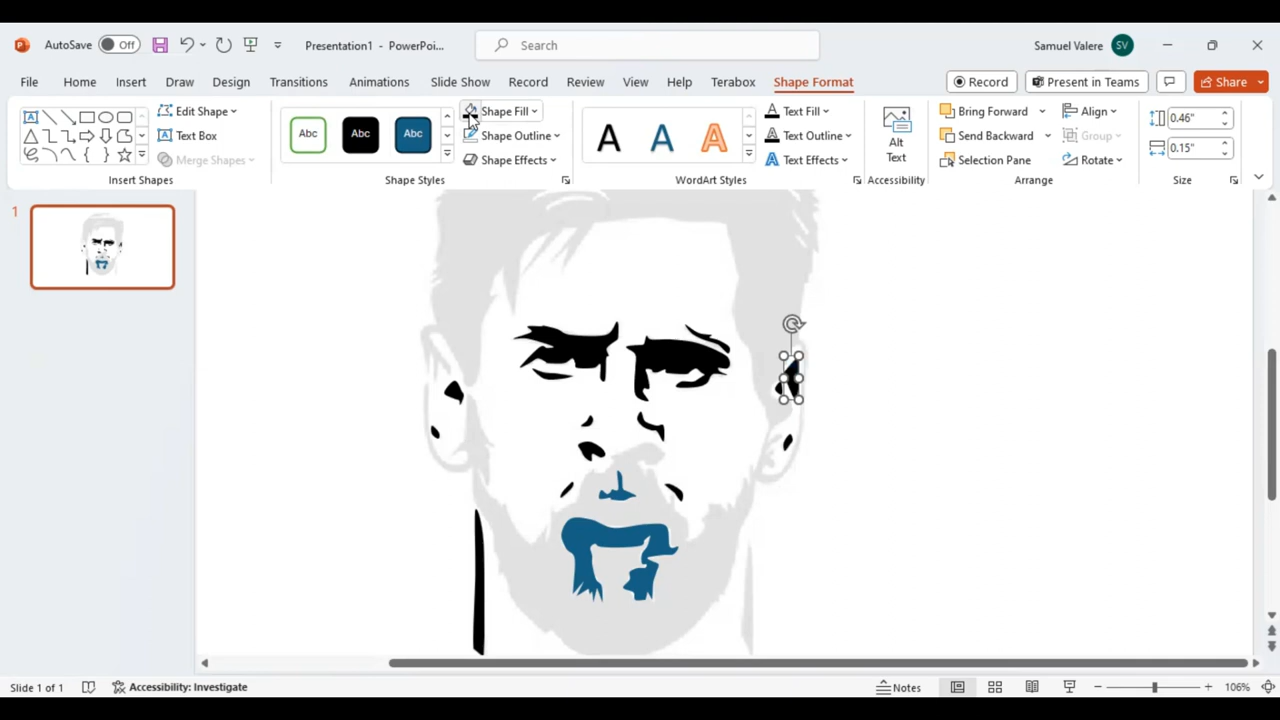 AutoSave Off Presentation1 - PowerPoi... Search Samuel Valere SV
File Home Insert Draw Design Transitions Animations Slide Show Record Review View Help Terabox Shape Format Record Present in Teams Share
Edit Shape
Text Box
Merge Shapes
Insert Shapes
Abc Abc Abc
Shape Fill
Shape Outline
Shape Effects
Shape Styles
A A A
Text Fill
Text Outline
Text Effects
WordArt Styles
Alt
Text
Accessibility
Bring Forward
Send Backward
Selection Pane
Align
Group
Rotate
Arrange
0.46"
0.15"
Size
1
Slide 1 of 1 Accessibility: Investigate Notes 106%